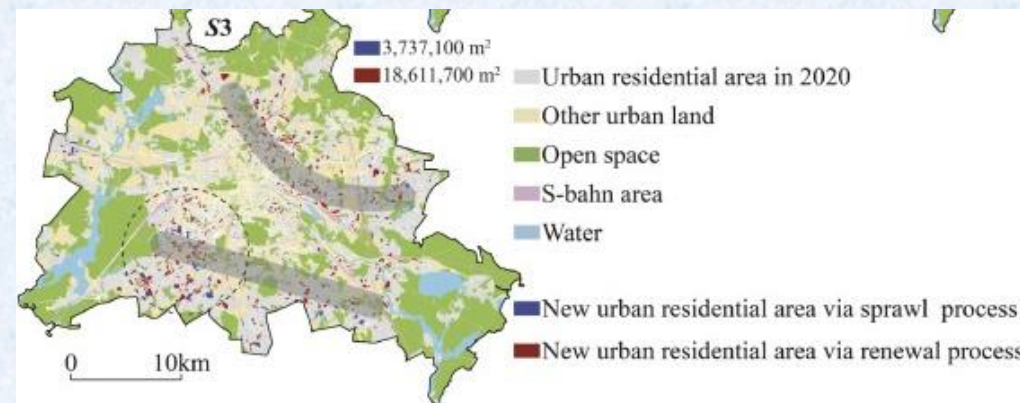 S3
3,737,100 m²
18,611,700 m²
Urban residential area in 2020
Other urban land
Open space
S-bahn area
Water
New urban residential area via sprawl process
New urban residential area via renewal process
0 10km